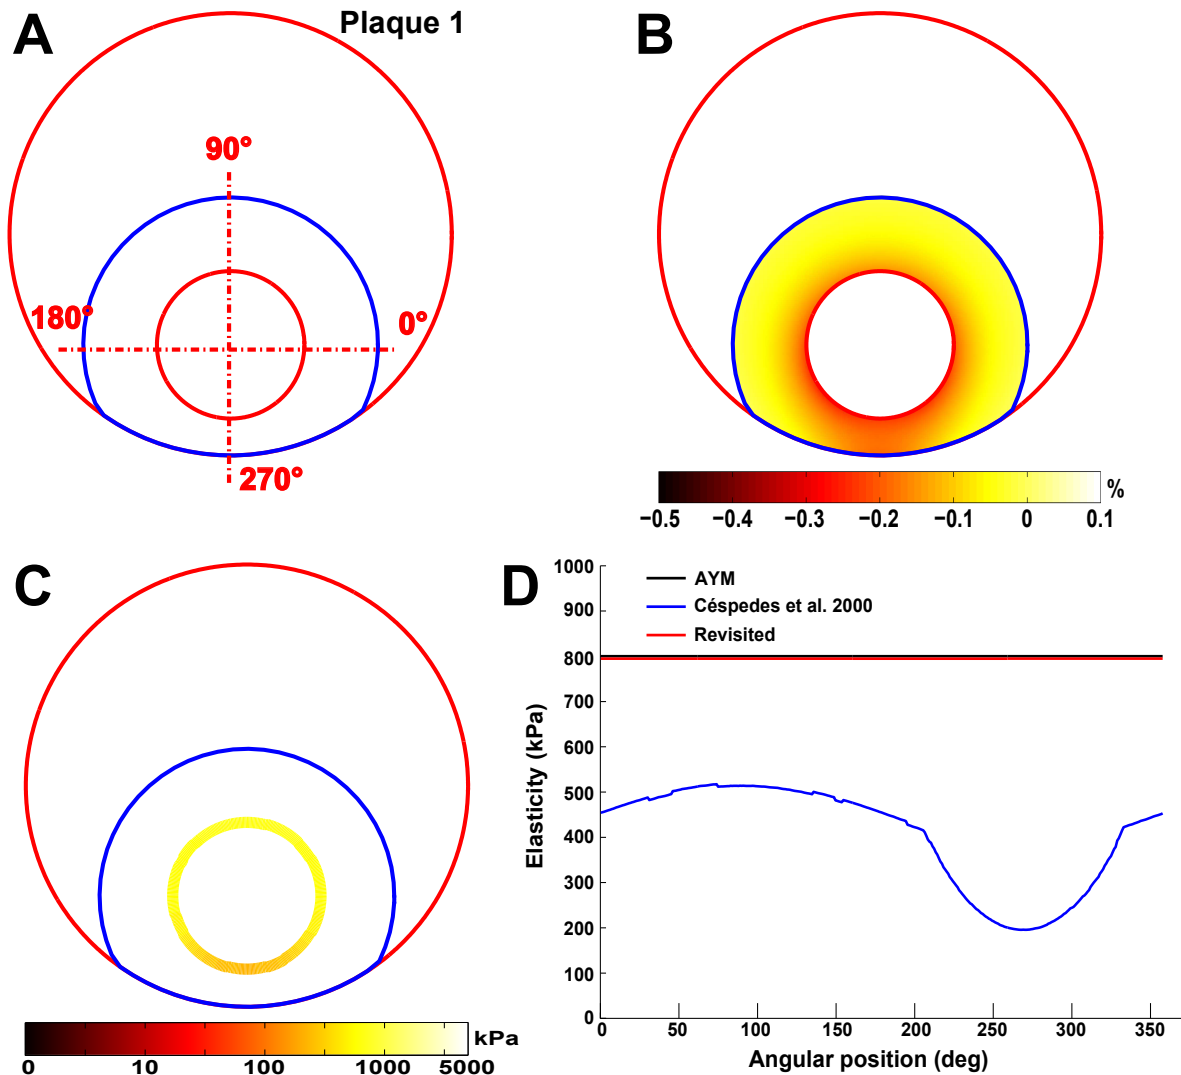 A
Plaque 1
90°
180°
0°
270°
B
−0.5 −0.4 −0.3 −0.2 −0.1 0 0.1 %
C
0 10 100 1000 5000 kPa
D
AYM
Céspedes et al. 2000
Revisited
Elasticity (kPa)
1000
900
800
700
600
500
400
300
200
100
0
0 50 100 150 200 250 300 350
Angular position (deg)